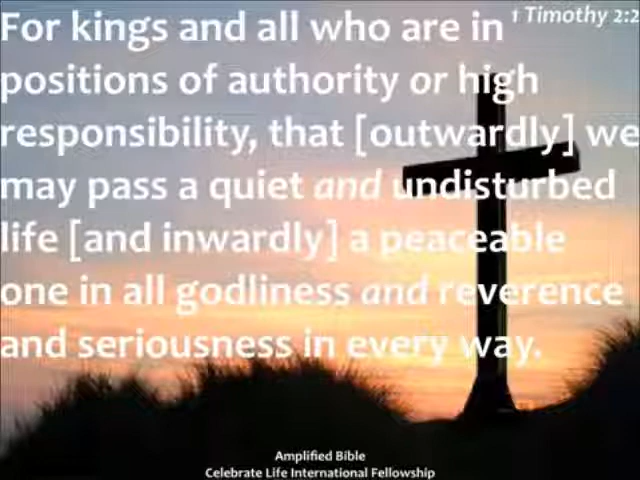 1 Timothy 2:2
For kings and all who are in
positions of authority or high
responsibility, that [outwardly] we
may pass a quiet and undisturbed
life [and inwardly] a peaceable
one in all godliness and reverence
and seriousness in every way.
Amplified Bible
Celebrate Life International Fellowship